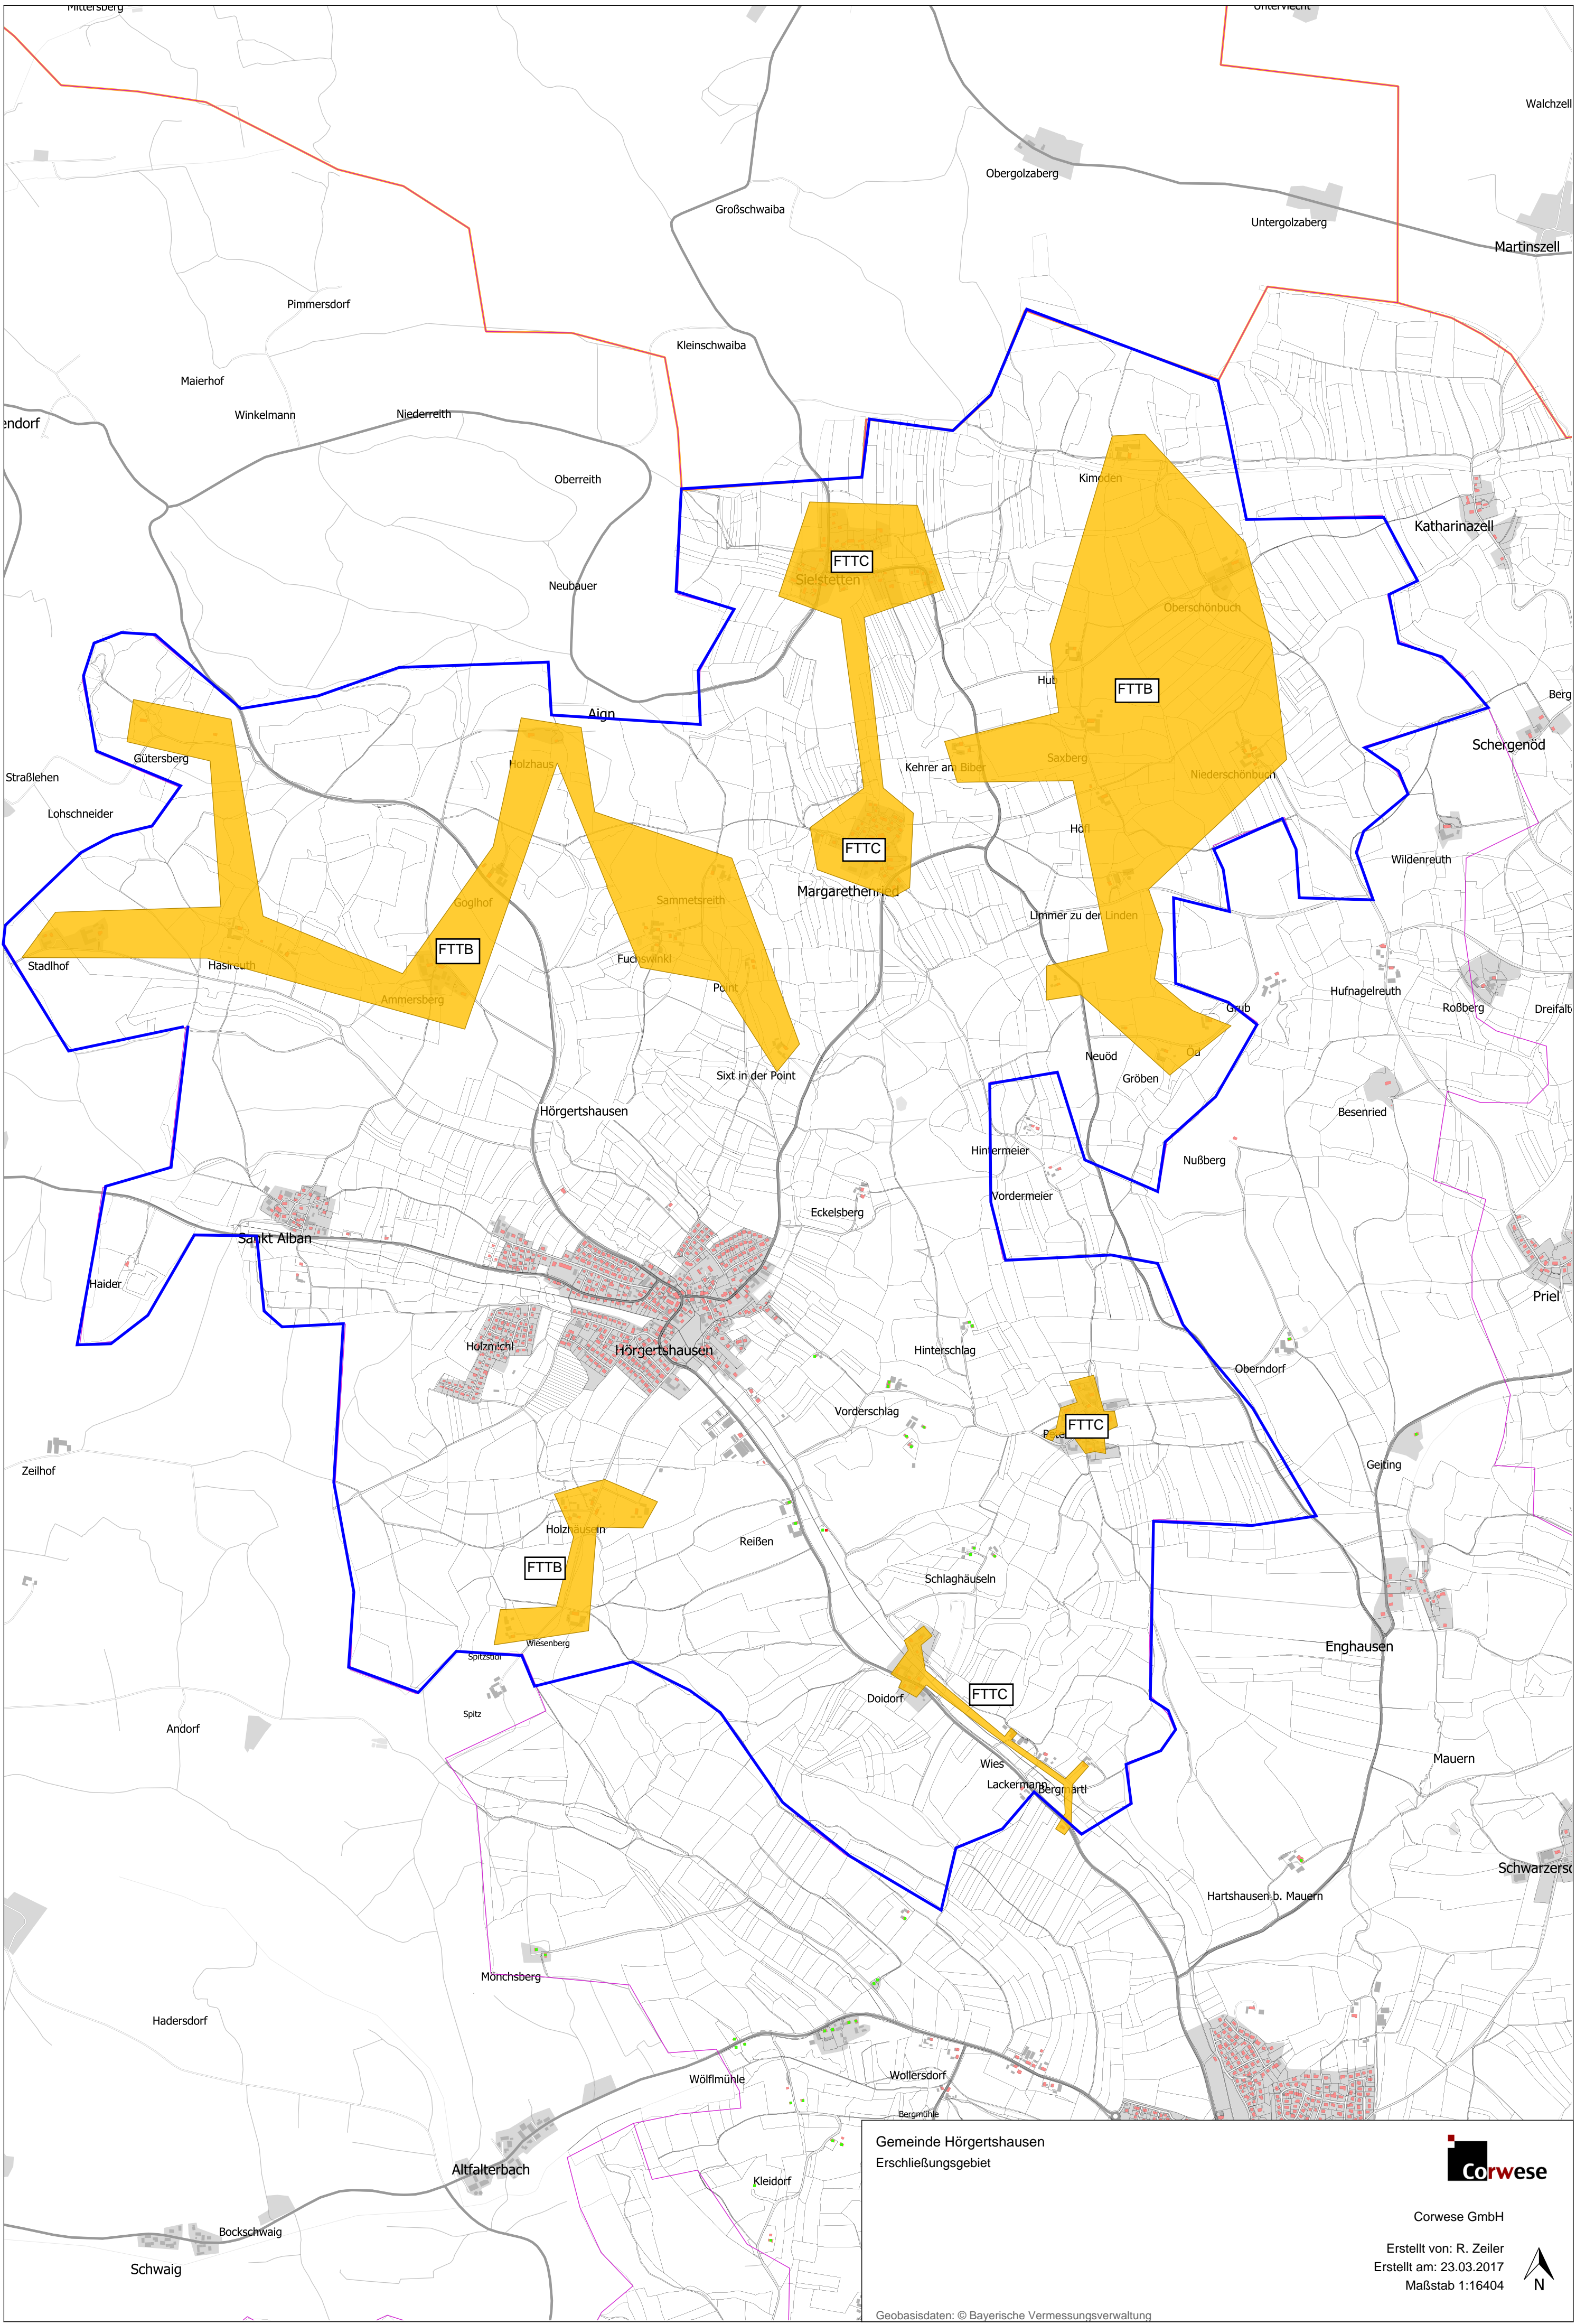 Mittersberg
Untervlecht
Walchzell
Obergolzaberg
Großschwaiba
Untergolzaberg
Martinszell
Pimmersdorf
Kleinschwaiba
Maierhof
Winkelmann
Niederreith
endorf
Oberreith
Kimoden
Katharinazell
FTTC
Sielstetten
Neubauer
Oberschönbuch
Hub
FTTB
Berg
Aign
Schergenöd
Gütersberg
Holzhaus
Saxberg
Kehrer am Biber
Niederschönbuch
Straßlehen
Lohschneider
Höfl
FTTC
Wildenreuth
Margarethenried
Sammetsreith
Goglhof
Limmer zu der Linden
FTTB
Fuchswinkl
Stadlhof
Haslreuth
Point
Hufnagelreuth
Ammersberg
Grub
Roßberg
Dreifalt
Neuöd
Öd
Sixt in der Point
Gröben
Hörgertshausen
Besenried
Hintermeier
Nußberg
Vordermeier
Eckelsberg
Sankt Alban
Haider
Priel
Holzmichl
Hörgertshausen
Hinterschlag
Oberndorf
Vorderschlag
FTTC
Geiting
Zeilhof
Holzhäuseln
Reißen
FTTB
Schlaghäuseln
Wiesenberg
Enghausen
Spitzstidl
FTTC
Doidorf
Spitz
Andorf
Mauern
Wies
Lackermann
Bergmartl
Schwarzersd
Hartshausen b. Mauern
Mönchsberg
Hadersdorf
Wölflmühle
Wollersdorf
Bergmühle
Altfalterbach
Kleidorf
Bockschwaig
Schwaig
Gemeinde Hörgertshausen
Erschließungsgebiet
Corwese
Corwese GmbH
Erstellt von: R. Zeiler
Erstellt am: 23.03.2017
Maßstab 1:16404
N
Geobasisdaten: © Bayerische Vermessungsverwaltung